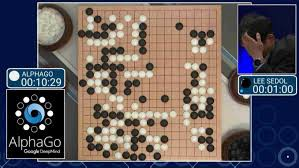 ALPHAGO
00:10:29
LEE SEDOL
00:01:00
AlphaGo
Google DeepMind